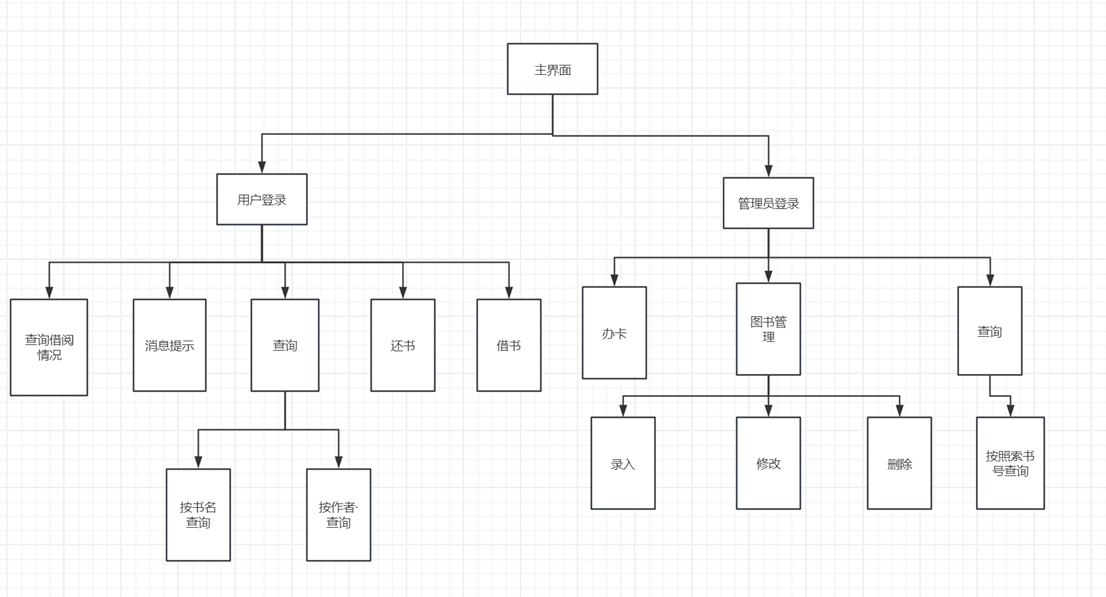 主界面
用户登录
管理员登录
查询借阅
情况
消息提示
查询
还书
借书
办卡
图书管
理
查询
按书名
查询
按作者·
查询
录入
修改
删除
按照索书
号查询